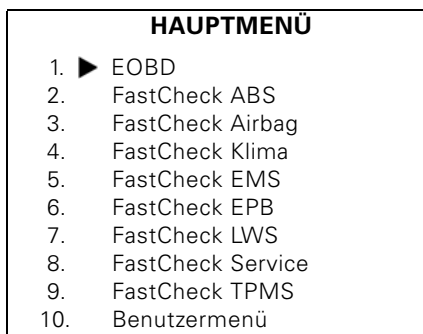 HAUPTMENÜ
1. ▶ EOBD
2. FastCheck ABS
3. FastCheck Airbag
4. FastCheck Klima
5. FastCheck EMS
6. FastCheck EPB
7. FastCheck LWS
8. FastCheck Service
9. FastCheck TPMS
10. Benutzermenü